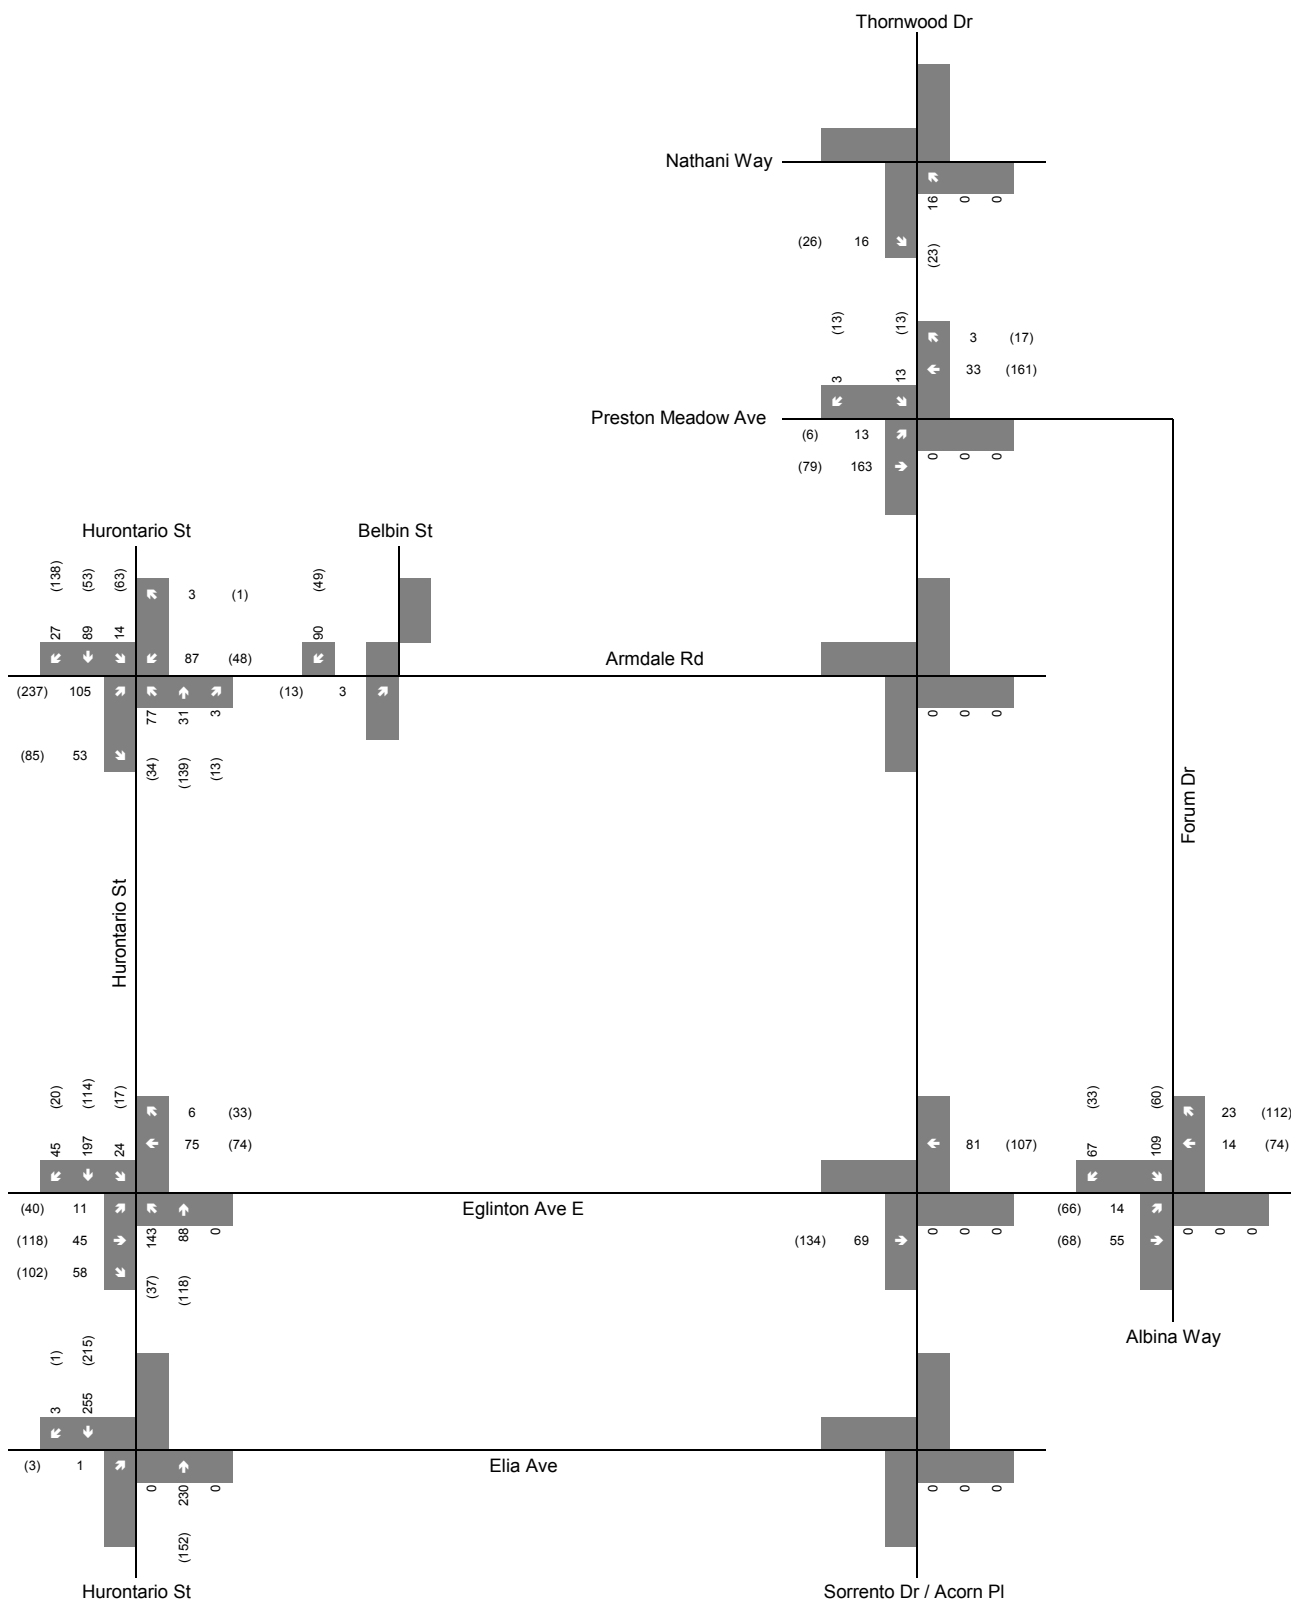 Thornwood Dr
Nathani Way
16 0 0
(26) 16
(23)
(13) (13)
3 (17)
3 13
33 (161)
Preston Meadow Ave
(6) 13
0 0 0
(79) 163
Hurontario St
Belbin St
(138) (53) (63)
3 (1)
(49)
27 89 14
87 (48)
90
Armdale Rd
(237) 105
77 31 3
(13) 3
0 0 0
(85) 53
(34) (139) (13)
Forum Dr
Hurontario St
(20) (114) (17)
6 (33)
(33) (60)
23 (112)
45 197 24
75 (74)
81 (107)
67 109
14 (74)
Eglinton Ave E
(40) 11
143 88 0
(66) 14
(118) 45
(134) 69
0 0 0
(68) 55
0 0 0
(102) 58
(37) (118)
Albina Way
(1) (215)
3 255
Elia Ave
(3) 1
0 230 0
0 0 0
(152)
Hurontario St
Sorrento Dr / Acorn Pl